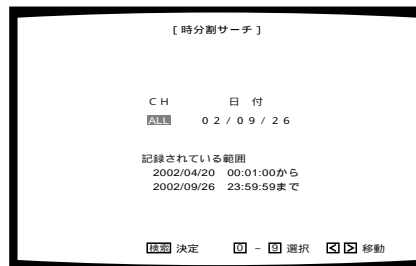 [時分割サーチ]
CH 日 付
ALL 02/09/26
記録されている範囲
2002/04/20 00:01:00から
2002/09/26 23:59:59まで
検索 決定 0 - 9 選択 < > 移動